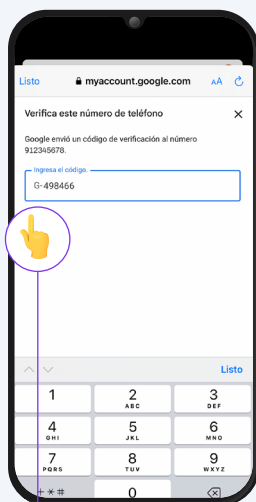 Listo myaccount.google.com AA
Verifica este número de teléfono
Google envió un código de verificación al número
912345678.
Ingresa el código.
G-498466
Listo
1 2 3
ABC DEF
4 5 6
GHI JKL MNO
7 8 9
PQRS TUV WXYZ
+*# 0